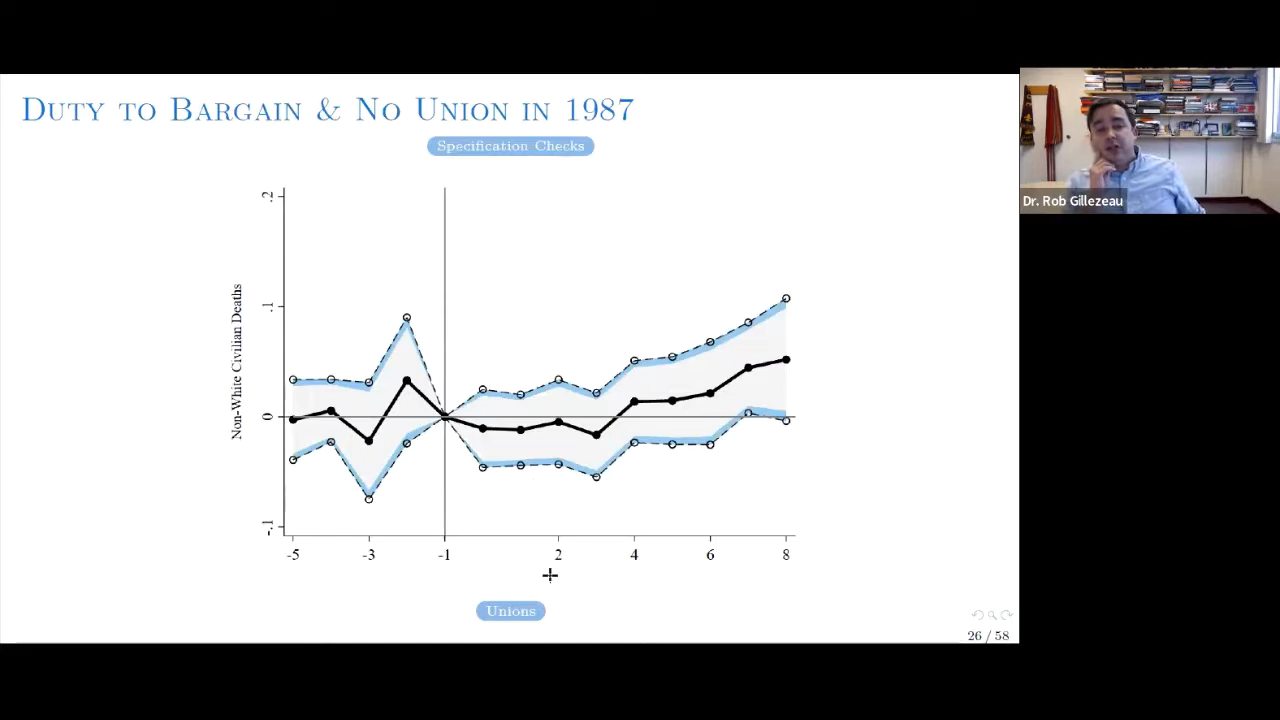 DUTY TO BARGAIN & NO UNION IN 1987
Specification Checks
Non-White Civilian Deaths
.2
.1
0
-.1
-5 -3 -1 2 4 6 8
Unions
26 / 58
Dr. Rob Gillezeau